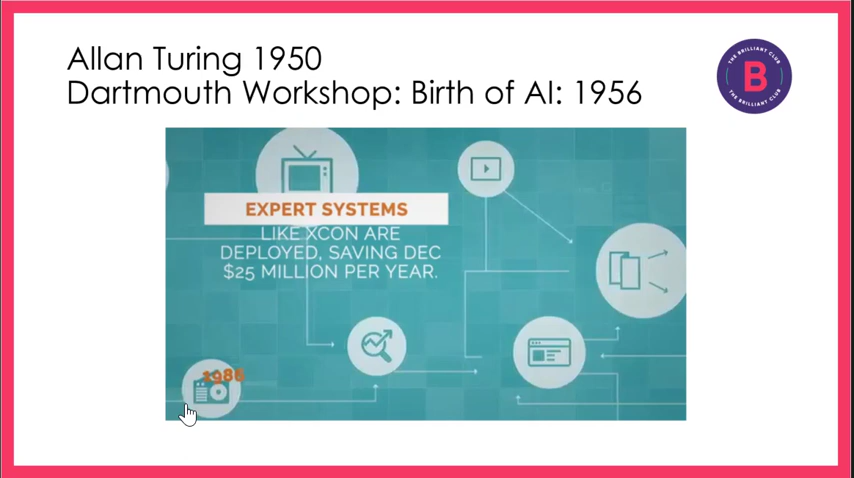 Allan Turing 1950
Dartmouth Workshop: Birth of AI: 1956
THE BRILLIANT CLUB
B
THE BRILLIANT CLUB
EXPERT SYSTEMS
LIKE XCON ARE
DEPLOYED, SAVING DEC
$25 MILLION PER YEAR.
1986